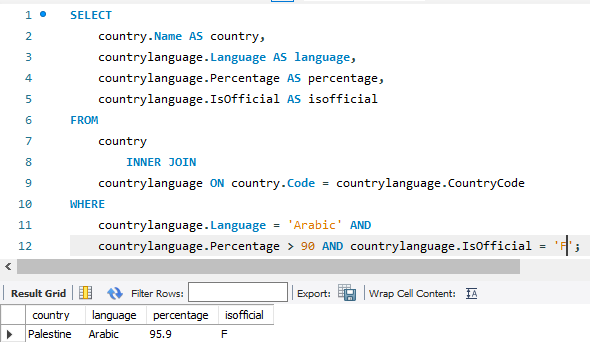 1 SELECT
2 country.Name AS country,
3 countrylanguage.Language AS language,
4 countrylanguage.Percentage AS percentage,
5 countrylanguage.IsOfficial AS isofficial
6 FROM
7 country
8 INNER JOIN
9 countrylanguage ON country.Code = countrylanguage.CountryCode
10 WHERE
11 countrylanguage.Language = 'Arabic' AND
12 countrylanguage.Percentage > 90 AND countrylanguage.IsOfficial = 'F';
Result Grid Filter Rows: Export: Wrap Cell Content: IA
country language percentage isofficial
Palestine Arabic 95.9 F